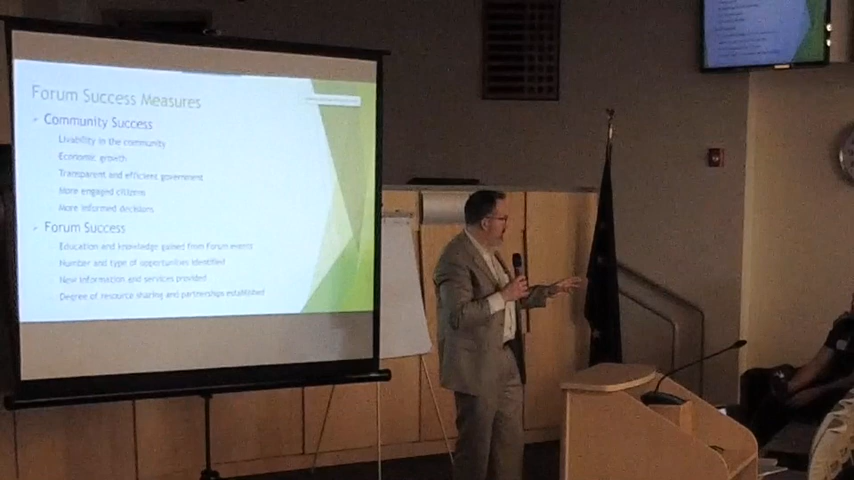 Forum Success Measures
Community Success
Livability in the community
Economic growth
Transparent and efficient government
More engaged citizens
More informed decisions
Forum Success
Education and knowledge gained from Forum events
Number and type of opportunities identified
New information and services provided
Degree of resource sharing and partnerships established